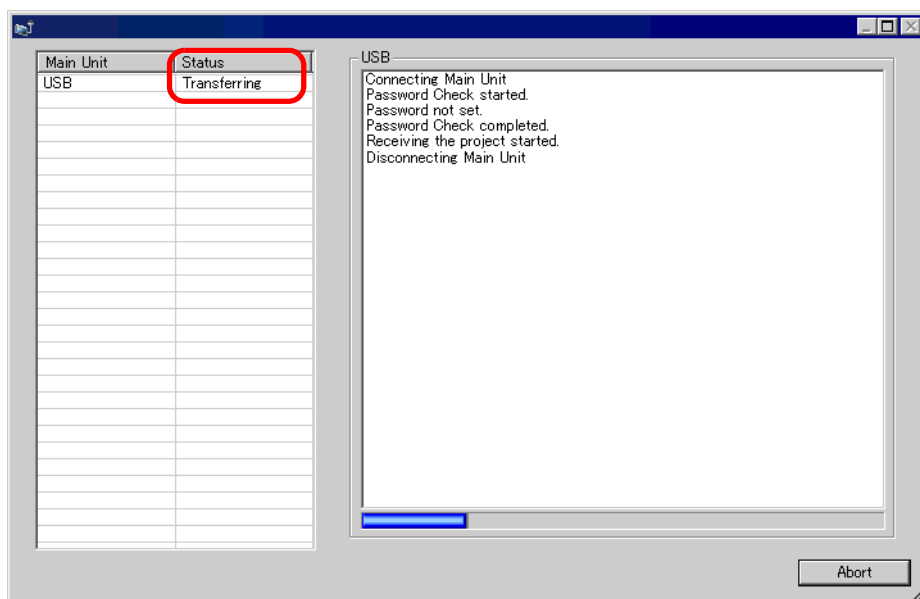 Main Unit Status
USB Transferring
USB
Connecting Main Unit
Password Check started.
Password not set.
Password Check completed.
Receiving the project started.
Disconnecting Main Unit
Abort